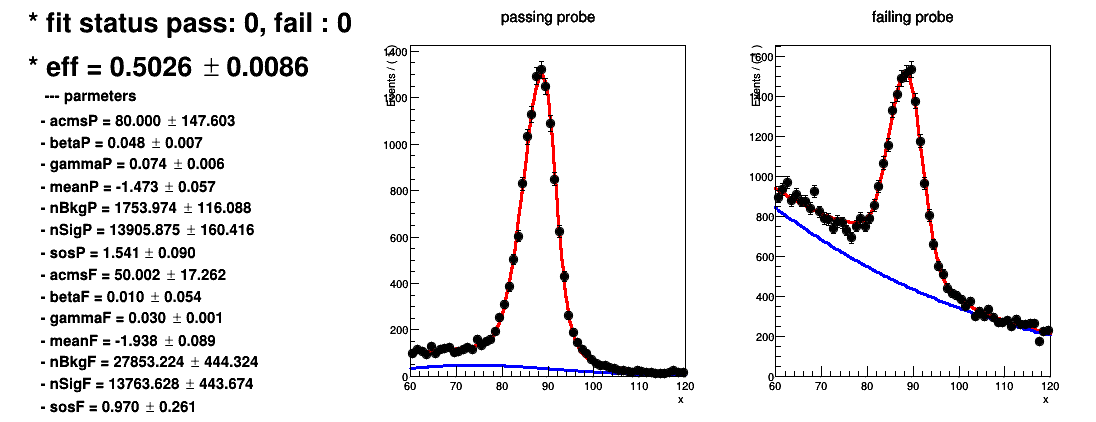 * fit status pass: 0, fail : 0
* eff = 0.5026 ± 0.0086
--- parmeters
- acmsP = 80.000 ± 147.603
- betaP = 0.048 ± 0.007
- gammaP = 0.074 ± 0.006
- meanP = -1.473 ± 0.057
- nBkgP = 1753.974 ± 116.088
- nSigP = 13905.875 ± 160.416
- sosP = 1.541 ± 0.090
- acmsF = 50.002 ± 17.262
- betaF = 0.010 ± 0.054
- gammaF = 0.030 ± 0.001
- meanF = -1.938 ± 0.089
- nBkgF = 27853.224 ± 444.324
- nSigF = 13763.628 ± 443.674
- sosF = 0.970 ± 0.261
passing probe
Events / (
1400
1200
1000
800
600
400
200
0
60 70 80 90 100 110 120
x
failing probe
Events / (
1600
1400
1200
1000
800
600
400
200
0
60 70 80 90 100 110 120
x